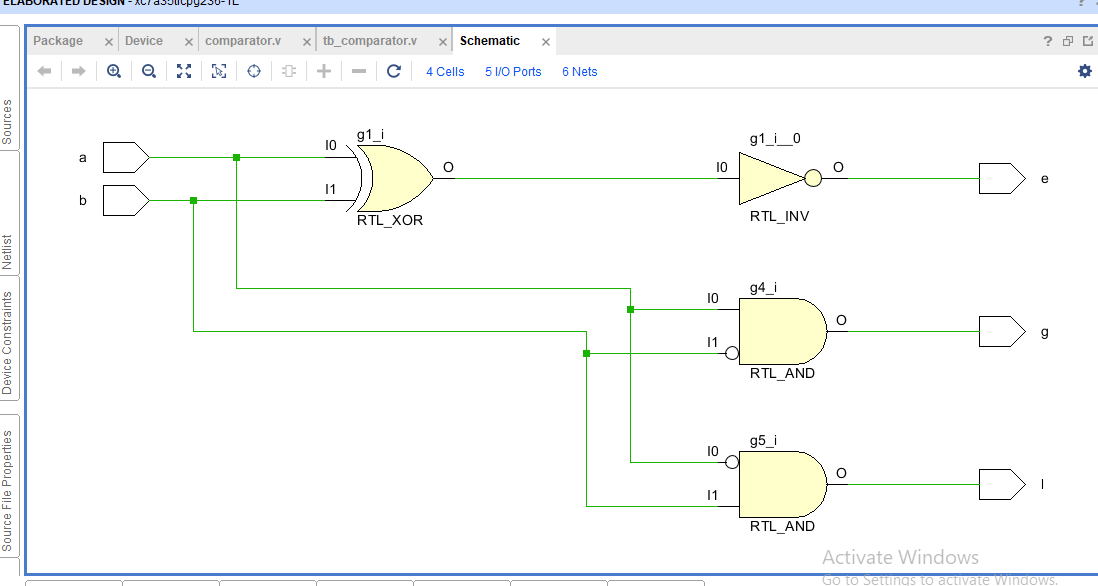 ELABORATED DESIGN - xc7a35tlcpg236-1L
?
Package × Device × comparator.v × tb_comparator.v × Schematic × ?
4 Cells 5 I/O Ports 6 Nets
Sources
Netlist
Device Constraints
Source File Properties
g1_i
g1_i__0
a I0
O
I0
O
e
b I1
RTL_XOR
RTL_INV
g4_i
I0
O
g
I1
RTL_AND
g5_i
I0
O
l
I1
RTL_AND
Activate Windows
Go to Settings to activate Windows.